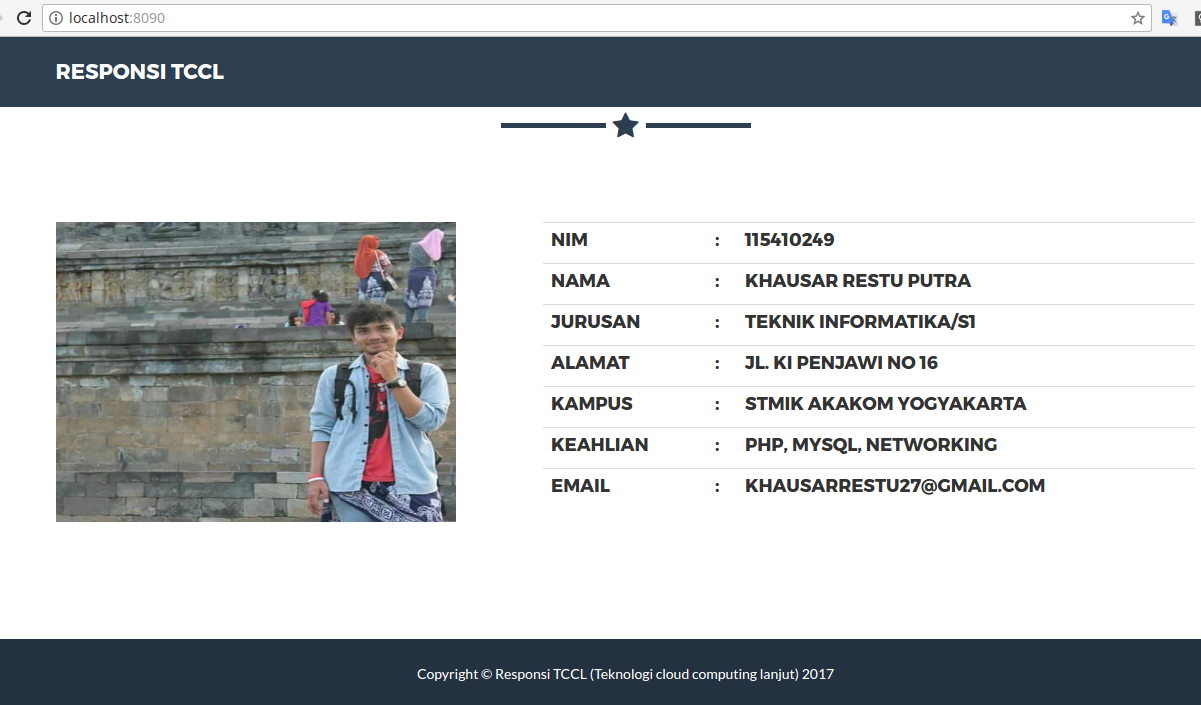 localhost:8090
RESPONSI TCCL
NIM : 115410249
NAMA : KHAUSAR RESTU PUTRA
JURUSAN : TEKNIK INFORMATIKA/S1
ALAMAT : JL. KI PENJAWI NO 16
KAMPUS : STMIK AKAKOM YOGYAKARTA
KEAHLIAN : PHP, MYSQL, NETWORKING
EMAIL : KHAUSARRESTU27@GMAIL.COM
Copyright © Responsi TCCL (Teknologi cloud computing lanjut) 2017